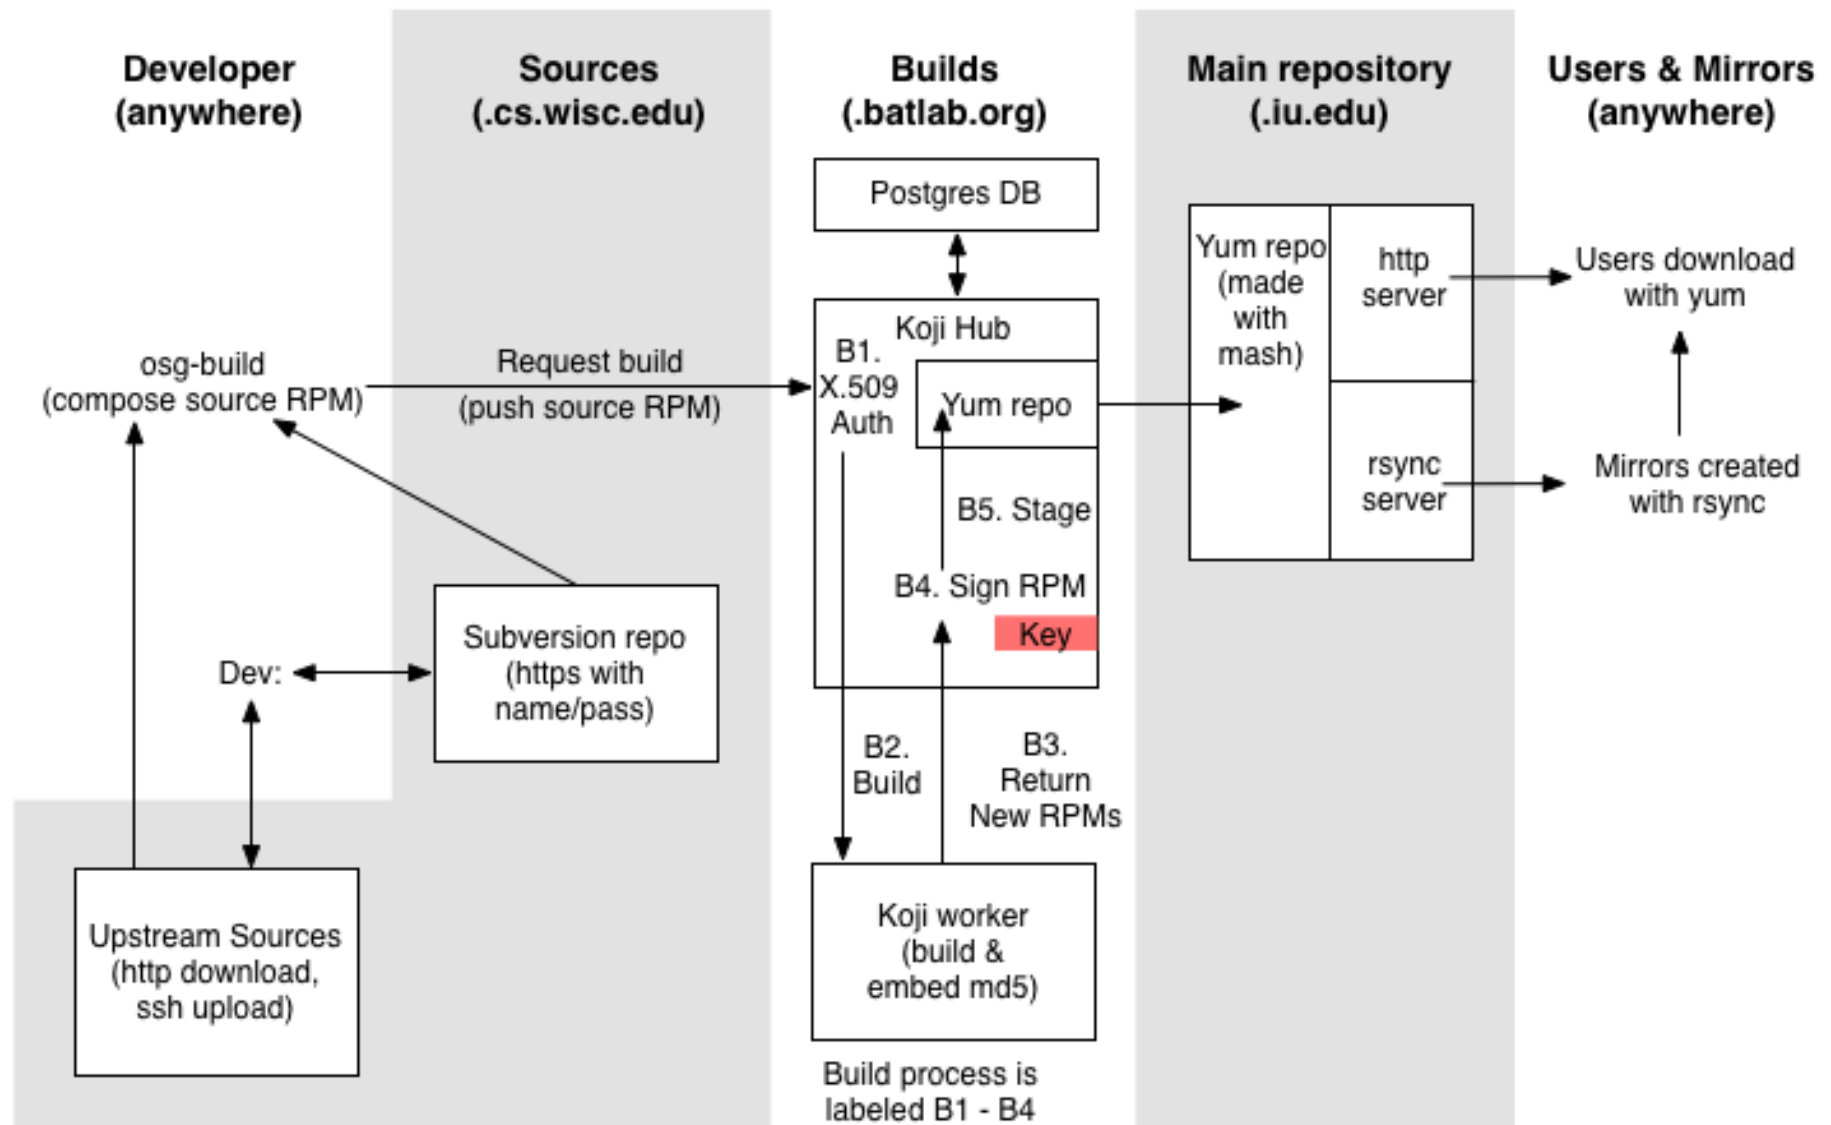 Developer
(anywhere)
Sources
(.cs.wisc.edu)
Builds
(.batlab.org)
Main repository
(.iu.edu)
Users & Mirrors
(anywhere)
osg-build
(compose source RPM)
Request build
(push source RPM)
Dev:
Subversion repo
(https with
name/pass)
Upstream Sources
(http download,
ssh upload)
Postgres DB
Koji Hub
B1.
X.509
Auth
Yum repo
B5. Stage
B4. Sign RPM
Key
B2.
Build
B3.
Return
New RPMs
Koji worker
(build &
embed md5)
Build process is
labeled B1 - B4
Yum repo
(made
with
mash)
http
server
rsync
server
Users download
with yum
Mirrors created
with rsync